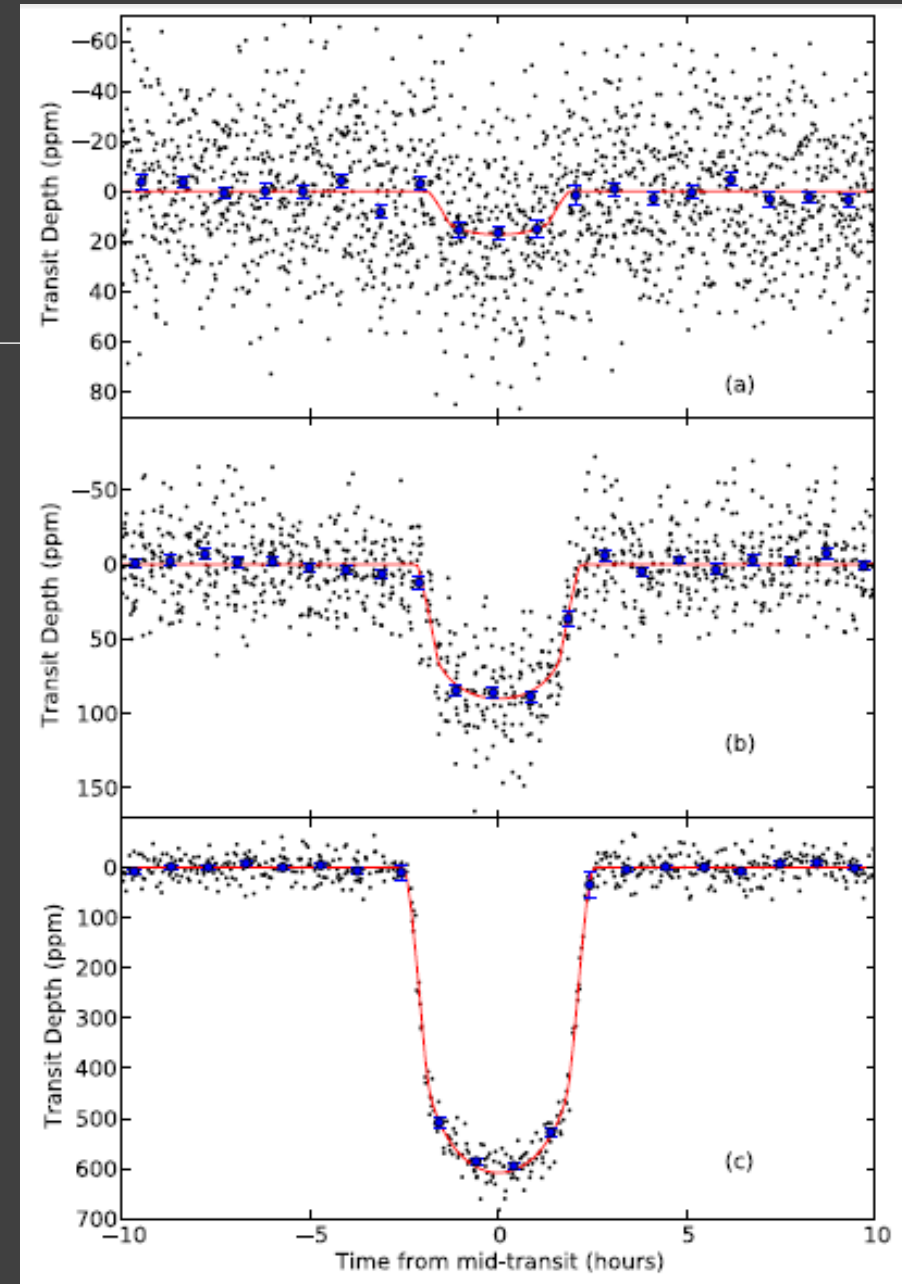 −60
−40
−20
0
20
40
60
80
Transit Depth (ppm)
(a)
−50
0
50
100
150
Transit Depth (ppm)
(b)
0
100
200
300
400
500
600
700
Transit Depth (ppm)
(c)
−10 −5 0 5 10
Time from mid-transit (hours)